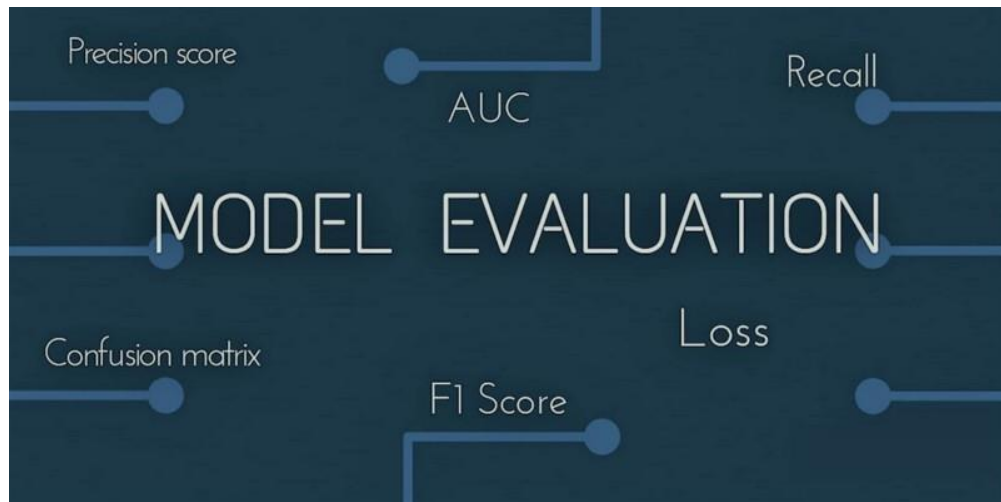 Precision score
AUC
Recall
MODEL EVALUATION
Loss
Confusion matrix
F1 Score